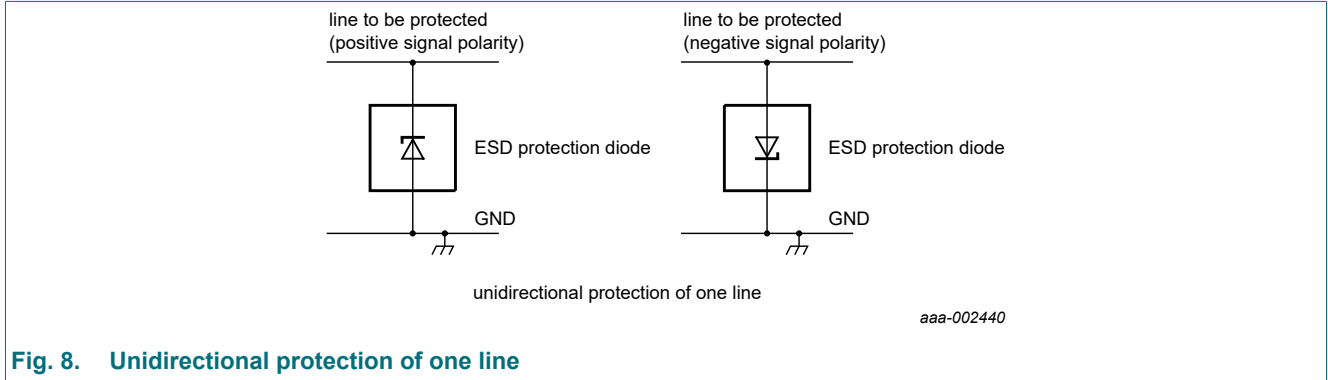 line to be protected
(positive signal polarity)
line to be protected
(negative signal polarity)
ESD protection diode
ESD protection diode
GND
GND
unidirectional protection of one line
aaa-002440
Fig. 8. Unidirectional protection of one line